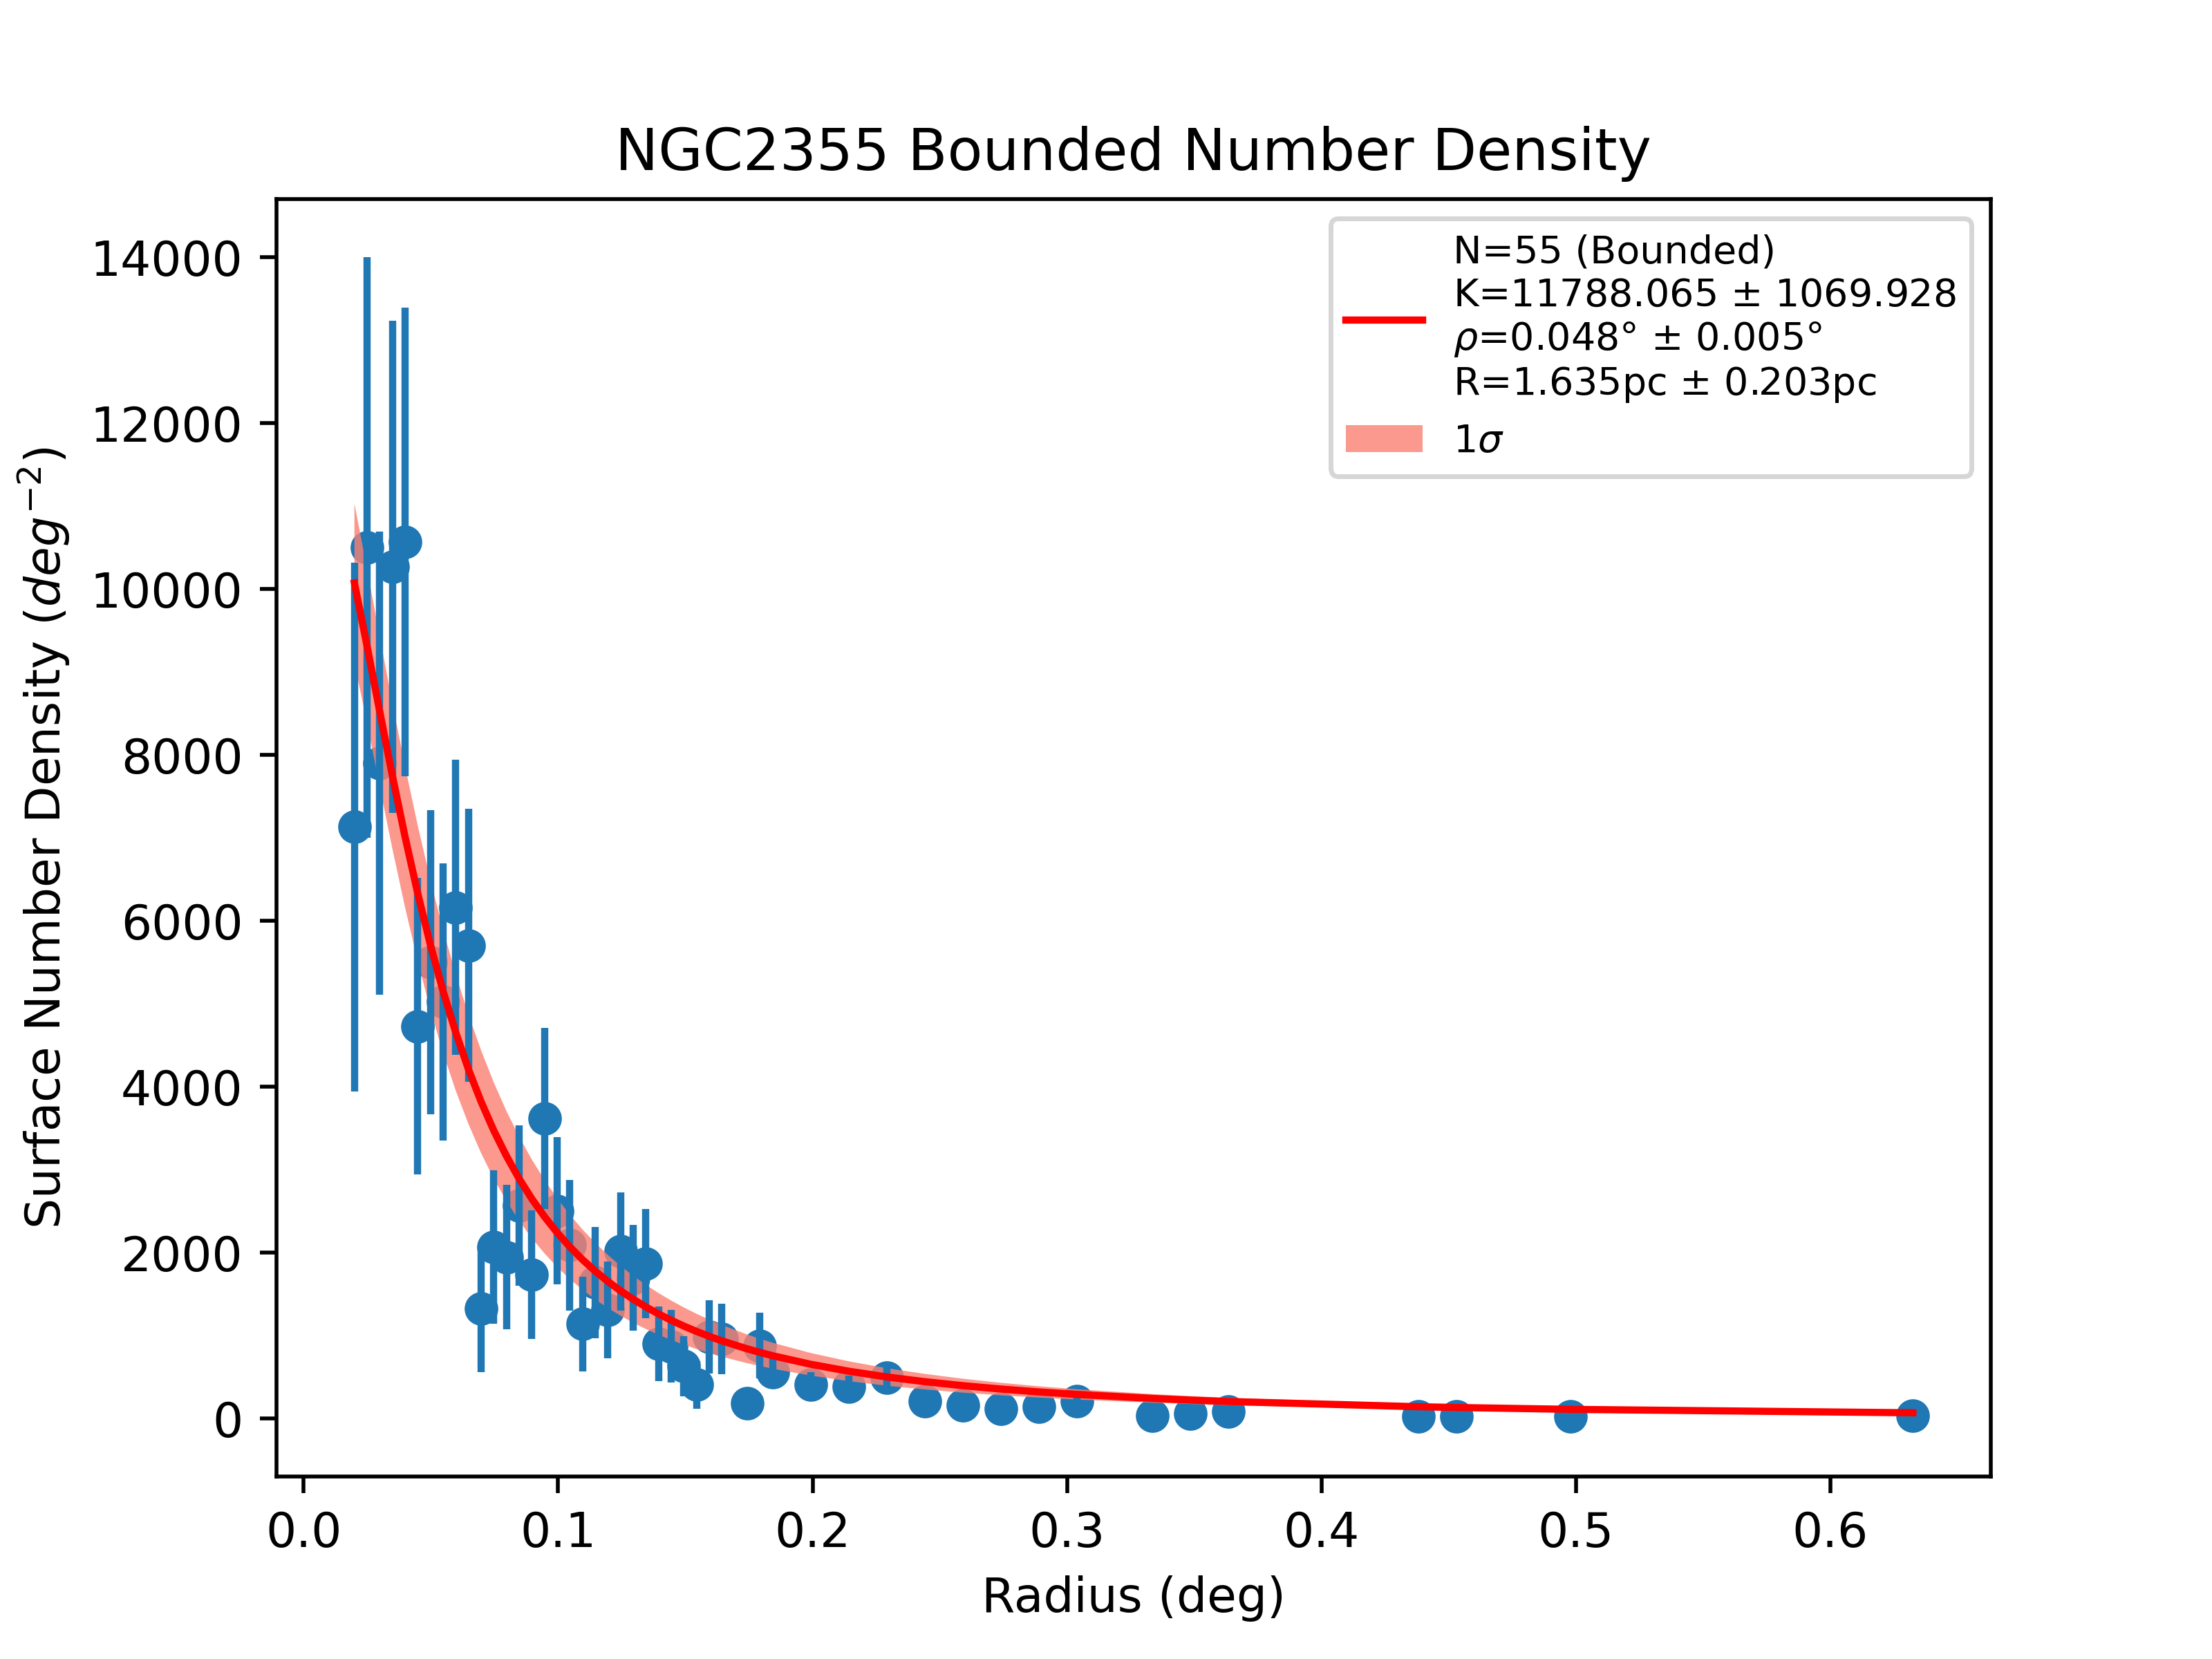 NGC2355 Bounded Number Density
N=55 (Bounded)
K=11788.065 ± 1069.928
ρ=0.048° ± 0.005°
R=1.635pc ± 0.203pc
1σ
Surface Number Density (deg⁻²)
14000
12000
10000
8000
6000
4000
2000
0
0.0 0.1 0.2 0.3 0.4 0.5 0.6
Radius (deg)